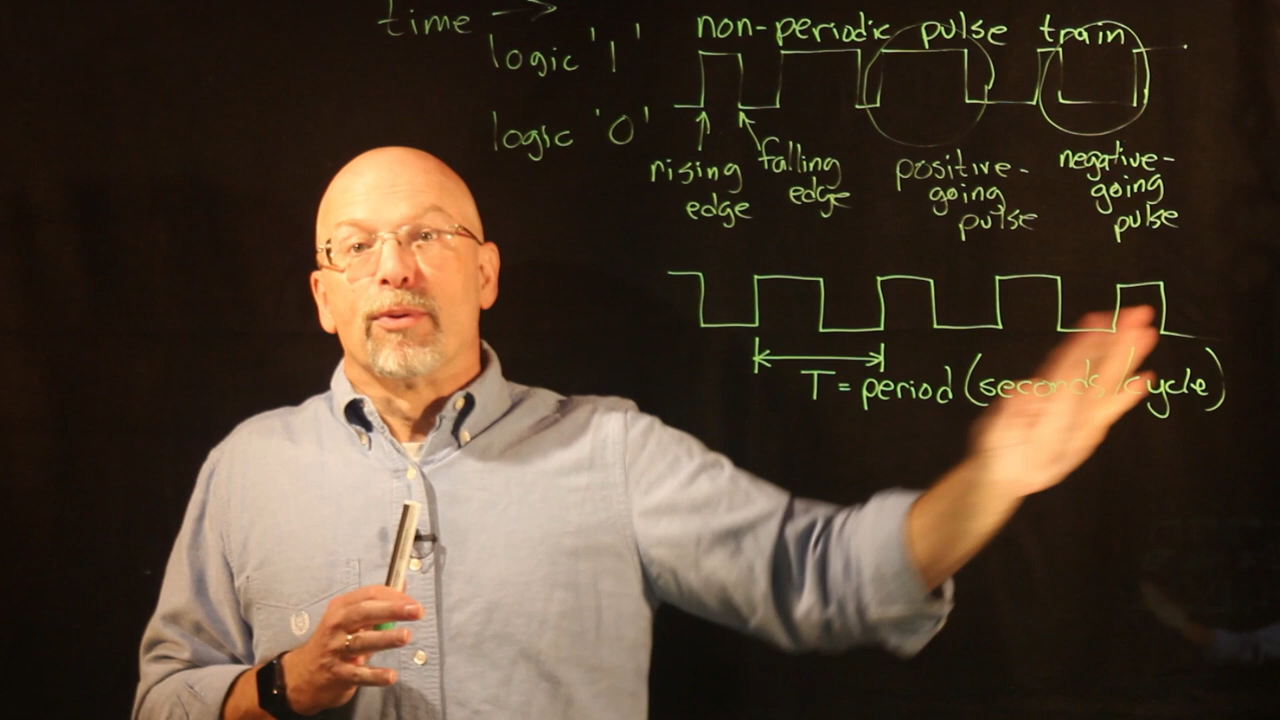 time →
non-periodic pulse train
logic '1'
logic '0'
rising
edge
falling
edge
positive-
going
pulse
negative-
going
pulse
T = period (seconds/cycle)